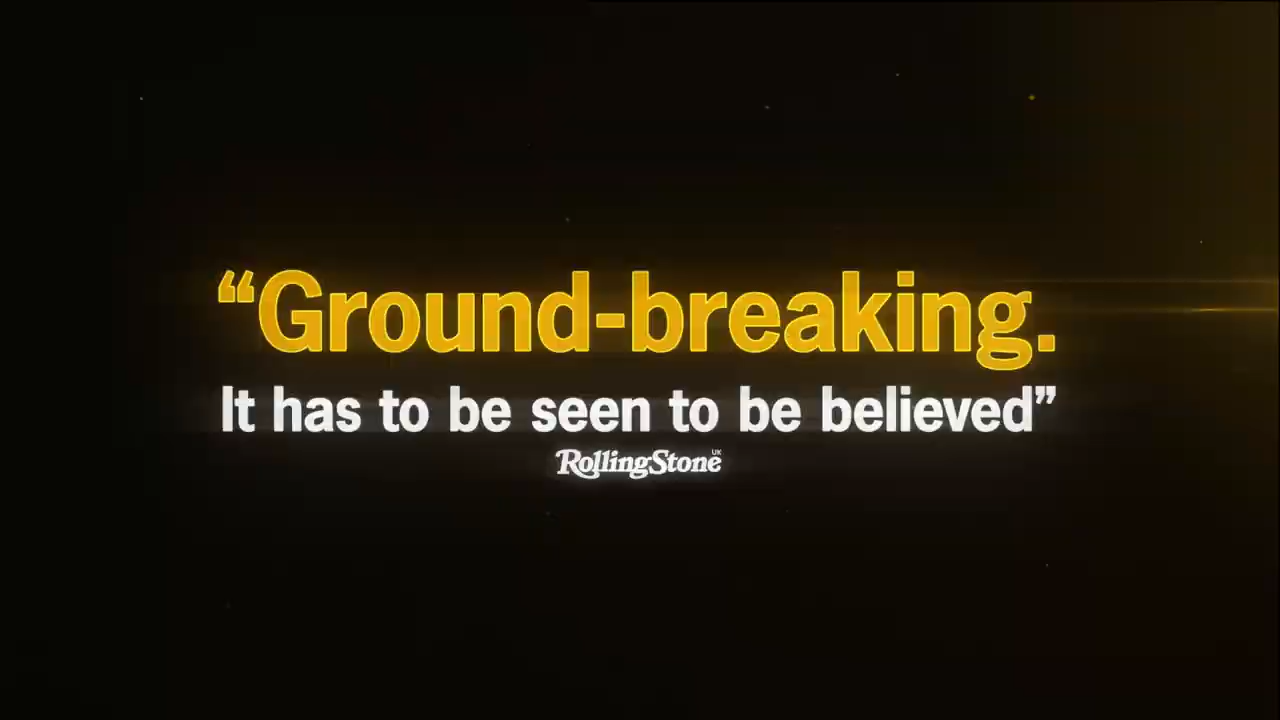 “Ground-breaking.
It has to be seen to be believed”
RollingStone UK